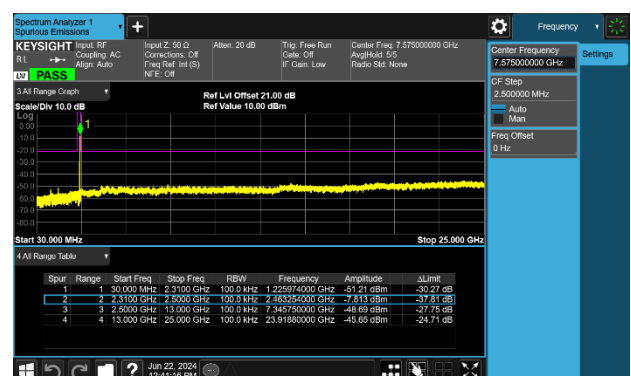 Spectrum Analyzer 1
Spurious Emissions
+
Frequency
KEYSIGHT
Input: RF
Coupling: AC
Align: Auto
Input Z: 50 Ω
Corrections: Off
Freq Ref: Int (S)
NFE: Off
Atten: 20 dB
Trig: Free Run
Gate: Off
IF Gain: Low
Center Freq: 7.575000000 GHz
Avg|Hold: 5/5
Radio Std: None
PASS
Center Frequency
7.575000000 GHz
Settings
CF Step
2.500000 MHz
Auto
Man
Freq Offset
0 Hz
3 All Range Graph
Scale/Div 10.0 dB
Ref Lvl Offset 21.00 dB
Ref Value 10.00 dBm
Log
0.00
-10.0
-20.0
-30.0
-40.0
-50.0
-60.0
-70.0
-80.0
1
Start 30.000 MHz
Stop 25.000 GHz
4 All Range Table
Spur Range Start Freq Stop Freq RBW Frequency Amplitude ΔLimit
1 1 30.000 MHz 2.3100 GHz 100.0 kHz 1.225974000 GHz -51.21 dBm -30.27 dB
2 2 2.3100 GHz 2.5000 GHz 100.0 kHz 2.463254000 GHz -7.813 dBm -37.81 dB
3 3 2.5000 GHz 13.000 GHz 100.0 kHz 7.345750000 GHz -48.69 dBm -27.75 dB
4 4 13.000 GHz 25.000 GHz 100.0 kHz 23.91880000 GHz -45.65 dBm -24.71 dB
?
Jun 22, 2024